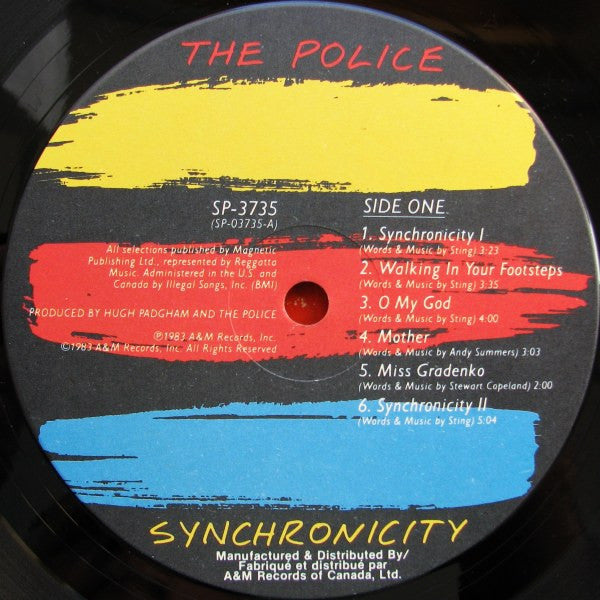 THE POLICE
SP-3735
(SP-03735-A)
All selections published by Magnetic
Publishing Ltd., represented by Reggatta
Music. Administered in the U.S. and
Canada by Illegal Songs, Inc. (BMI)
PRODUCED BY HUGH PADGHAM AND THE POLICE
℗1983 A&M Records, Inc.
©1983 A&M Records, Inc. All Rights Reserved
SIDE ONE
1. Synchronicity I
(Words & Music by Sting) 3:23
2. Walking In Your Footsteps
(Words & Music by Sting) 3:35
3. O My God
(Words & Music by Sting) 4:00
4. Mother
(Words & Music by Andy Summers) 3:03
5. Miss Gradenko
(Words & Music by Stewart Copeland) 2:00
6. Synchronicity II
(Words & Music by Sting) 5:04
SYNCHRONICITY
Manufactured & Distributed By/
Fabriqué et distribué par
A&M Records of Canada, Ltd.